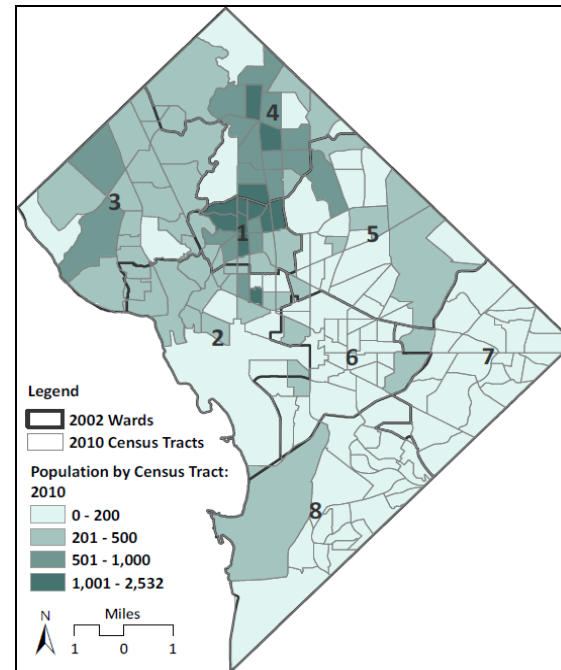 4
3
1
5
2
6
7
Legend
2002 Wards
2010 Census Tracts
Population by Census Tract:
2010
0 - 200
201 - 500
501 - 1,000
1,001 - 2,532
8
N
Miles
1 0 1